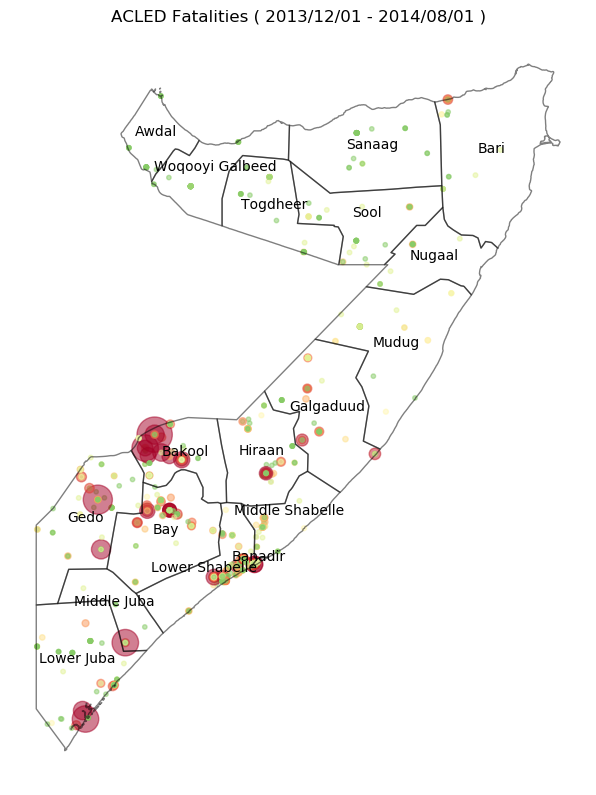 ACLED Fatalities ( 2013/12/01 - 2014/08/01 )
Awdal
Sanaag
Bari
Woqooyi Galbeed
Togdheer
Sool
Nugaal
Mudug
Galgaduud
Bakool
Hiraan
Gedo
Middle Shabelle
Bay
Banadir
Lower Shabelle
Middle Juba
Lower Juba